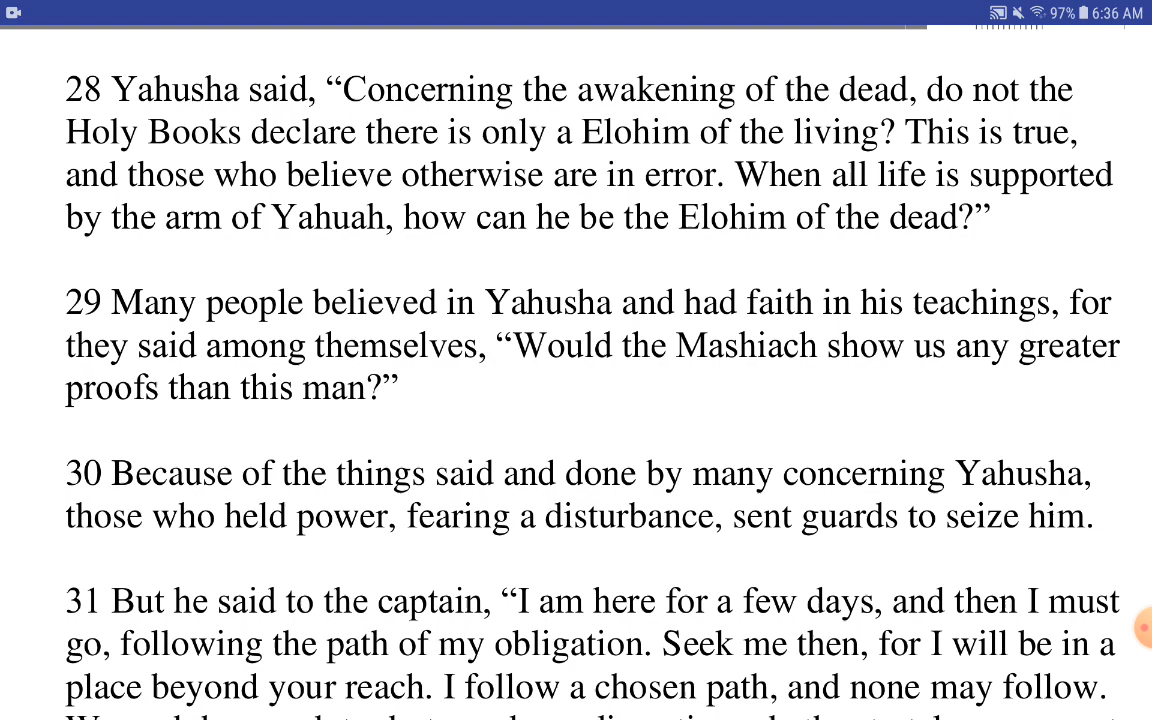 97% 6:36 AM
28 Yahusha said, “Concerning the awakening of the dead, do not the
Holy Books declare there is only a Elohim of the living? This is true,
and those who believe otherwise are in error. When all life is supported
by the arm of Yahuah, how can he be the Elohim of the dead?”
29 Many people believed in Yahusha and had faith in his teachings, for
they said among themselves, “Would the Mashiach show us any greater
proofs than this man?”
30 Because of the things said and done by many concerning Yahusha,
those who held power, fearing a disturbance, sent guards to seize him.
31 But he said to the captain, “I am here for a few days, and then I must
go, following the path of my obligation. Seek me then, for I will be in a
place beyond your reach. I follow a chosen path, and none may follow.